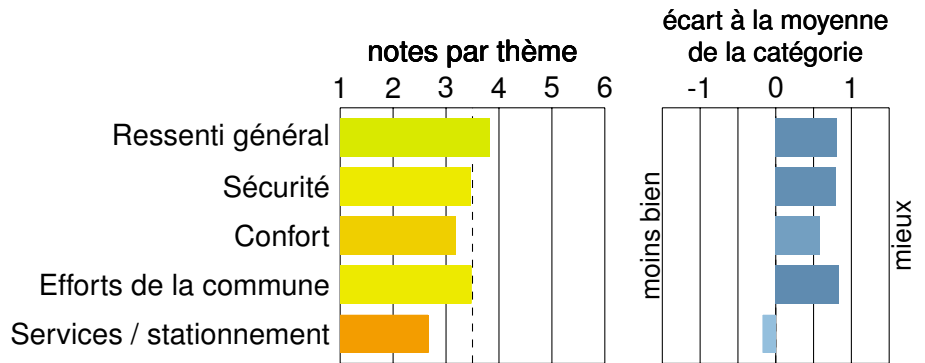 notes par thème
1 2 3 4 5 6
écart à la moyenne
de la catégorie
-1 0 1
Ressenti général
Sécurité
Confort
Efforts de la commune
Services / stationnement
moins bien
mieux